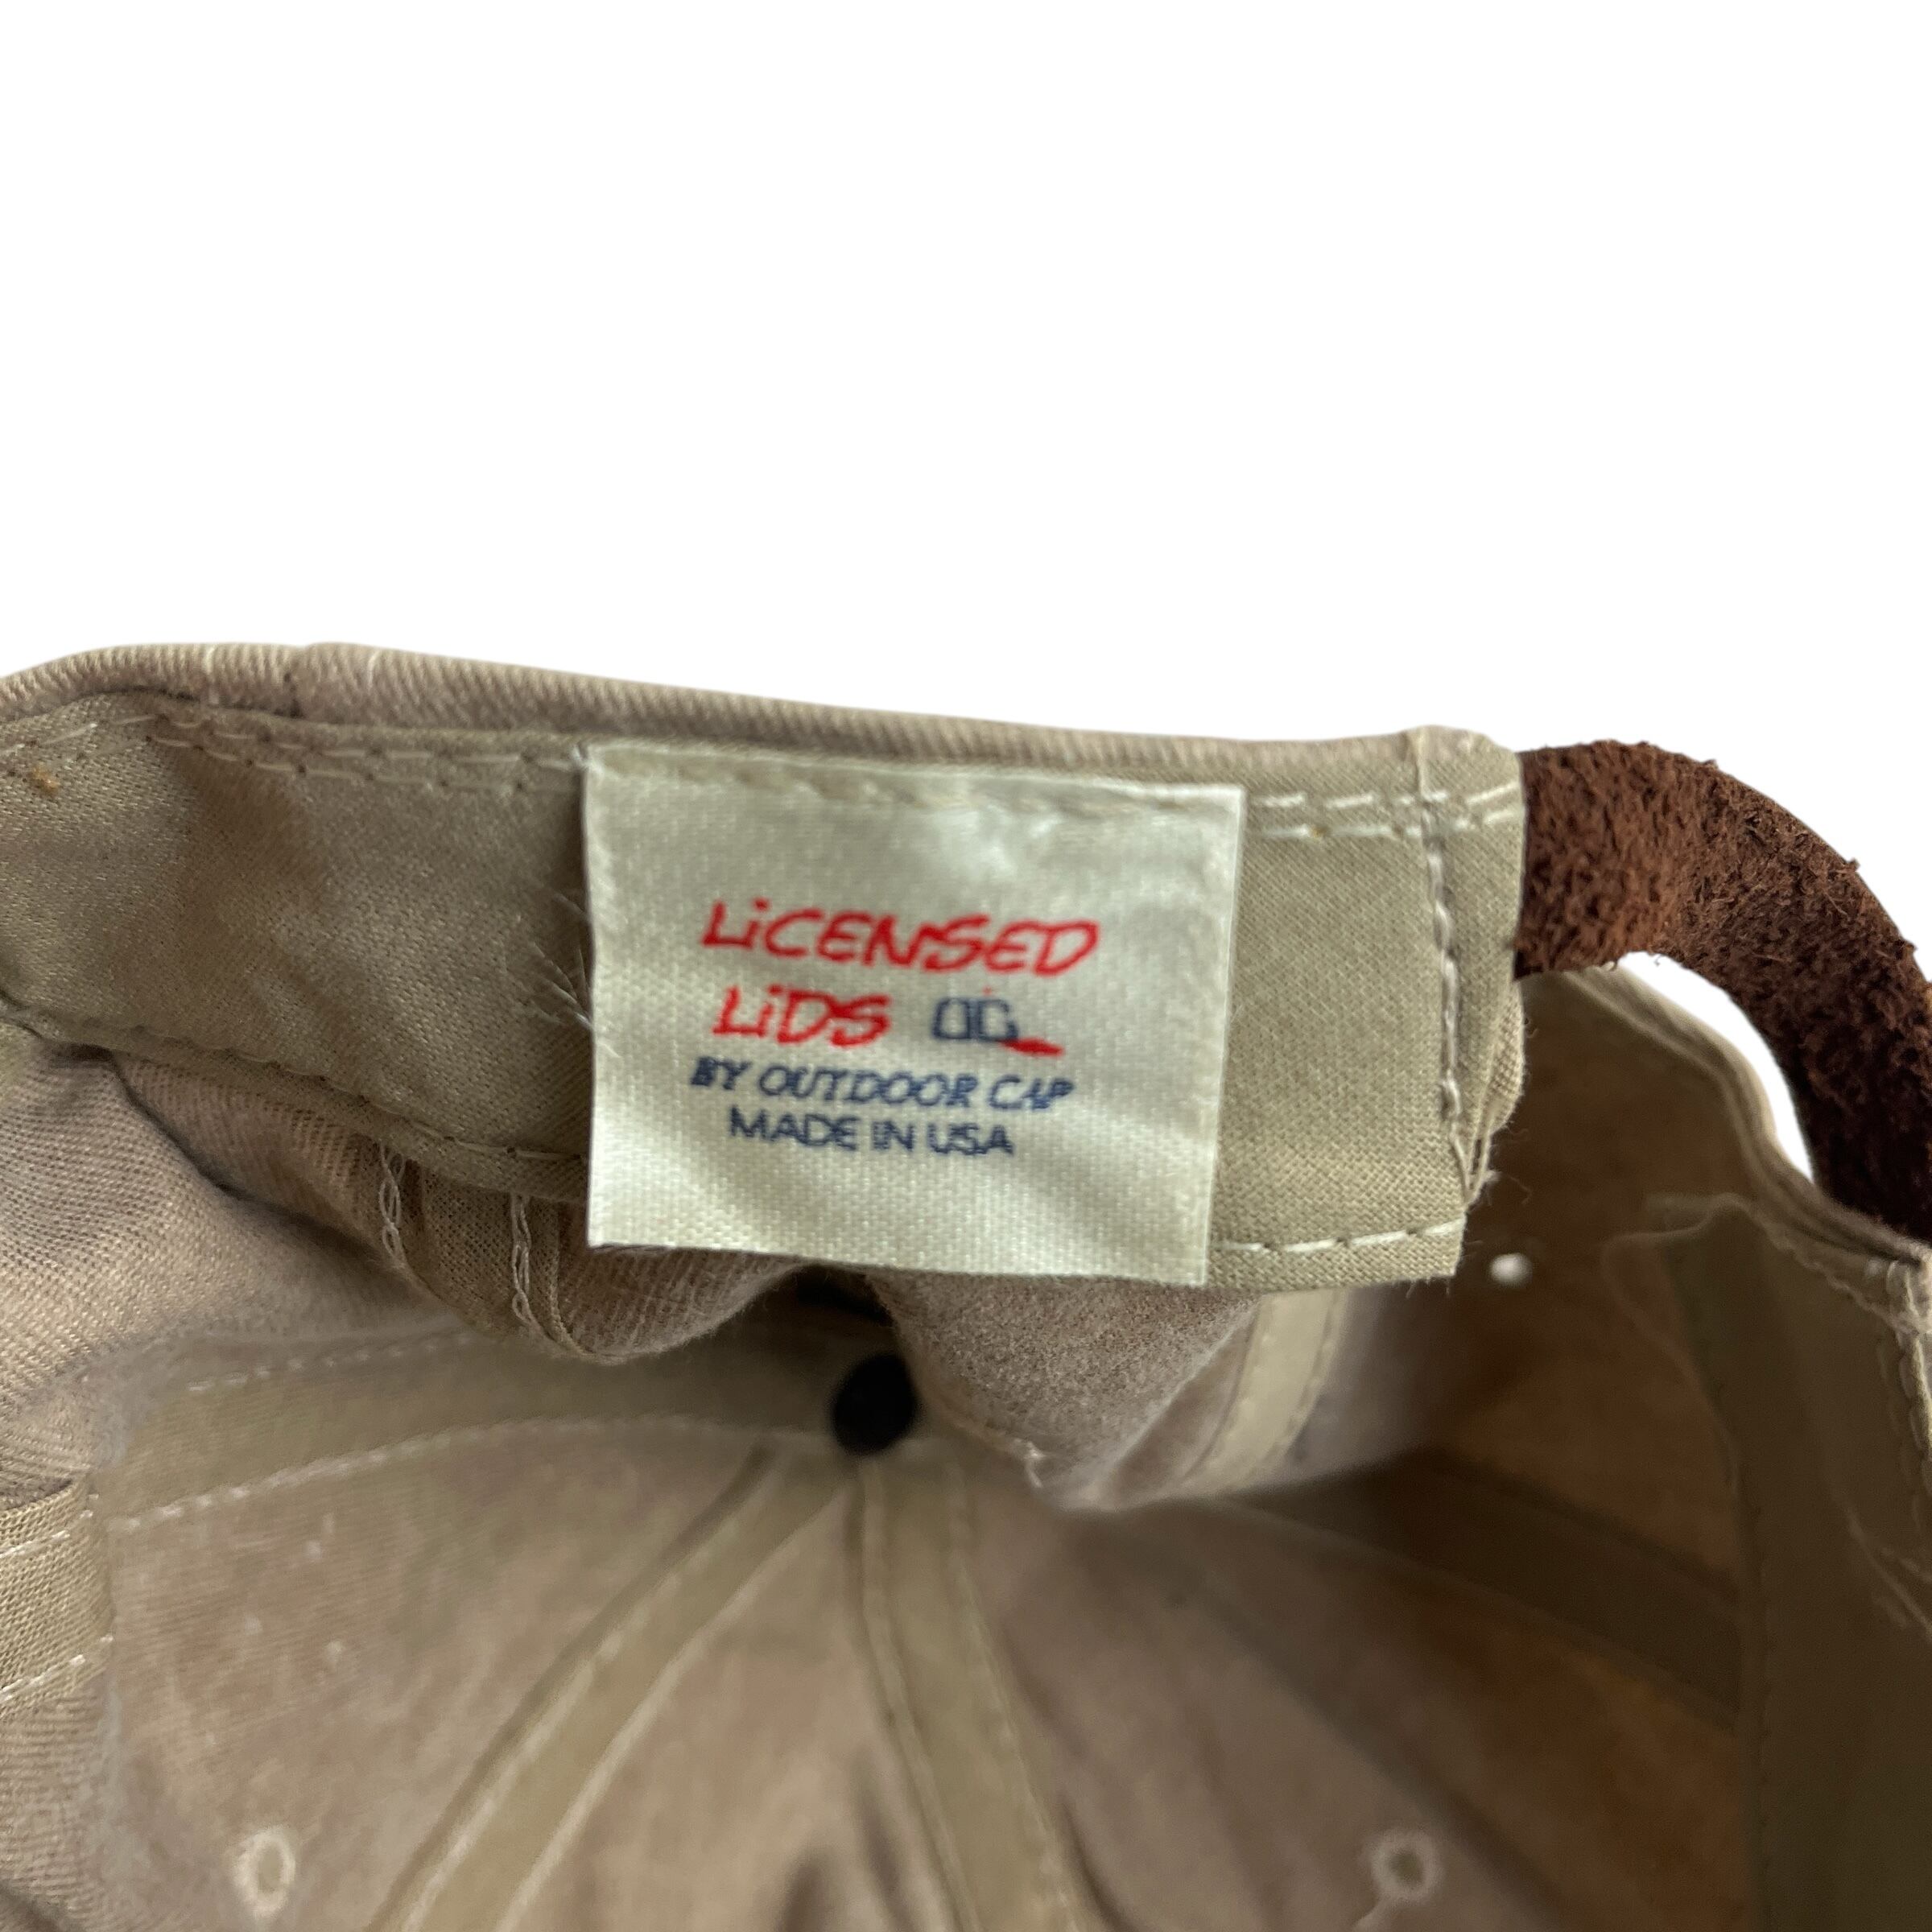 LiCENSED
LiDS OC
BY OUTDOOR CAP
MADE IN USA